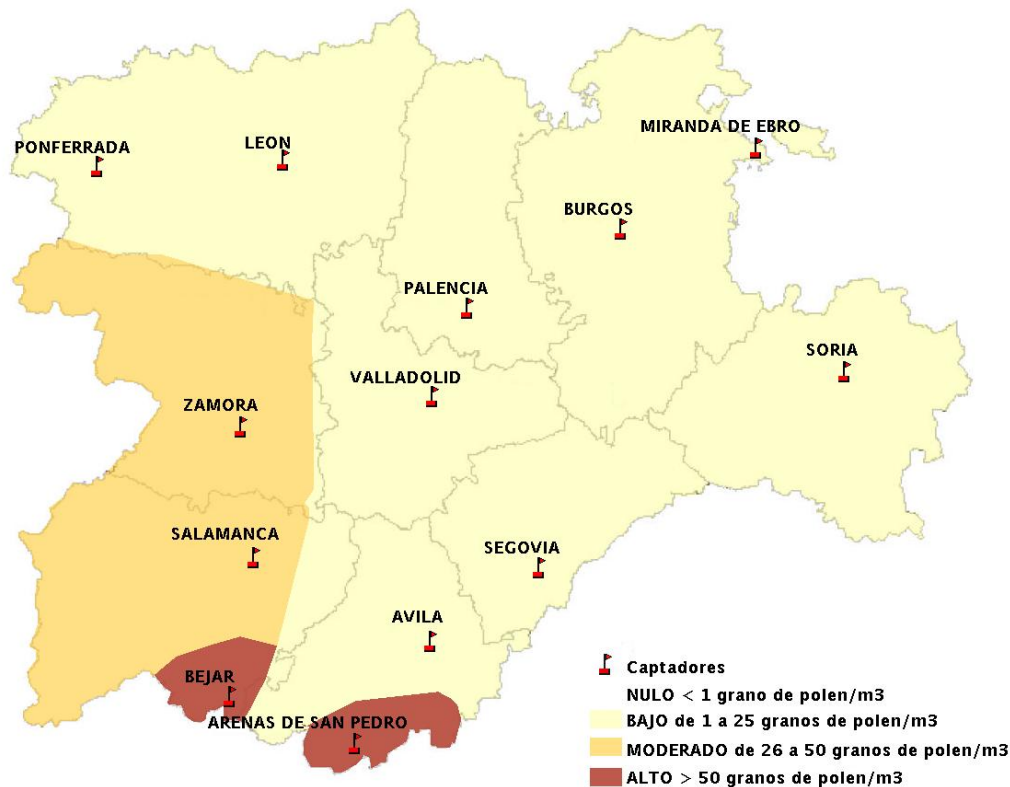 MIRANDA DE EBRO
PONFERRADA
LEON
BURGOS
PALENCIA
SORIA
VALLADOLID
ZAMORA
SALAMANCA
SEGOVIA
AVILA
BEJAR
ARENAS DE SAN PEDRO
Captadores
NULO < 1 grano de polen/m3
BAJO de 1 a 25 granos de polen/m3
MODERADO de 26 a 50 granos de polen/m3
ALTO > 50 granos de polen/m3